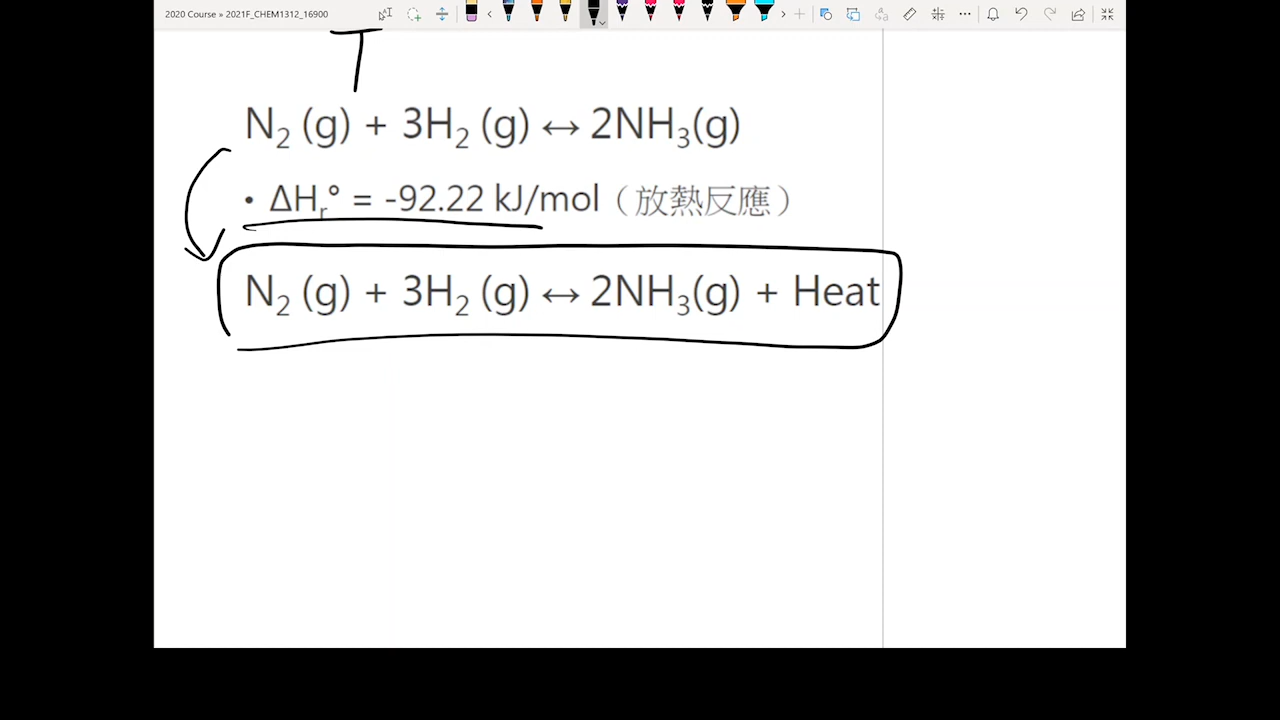 2020 Course » 2021F_CHEM1312_16900
T
N₂ (g) + 3H₂ (g) ↔ 2NH₃(g)
• ΔHᵣ° = -92.22 kJ/mol（放熱反應）
N₂ (g) + 3H₂ (g) ↔ 2NH₃(g) + Heat